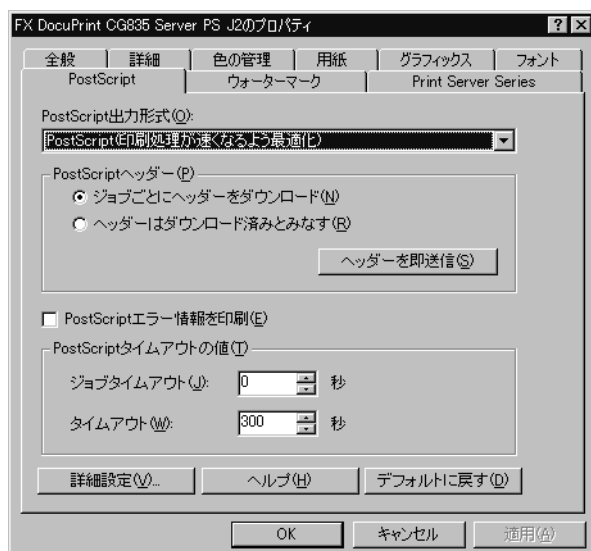 FX DocuPrint CG835 Server PS J2のプロパティ
全般 詳細 色の管理 用紙 グラフィックス フォント
PostScript ウォーターマーク Print Server Series
PostScript出力形式(O):
PostScript(印刷処理が速くなるよう最適化)
PostScriptヘッダー(P)
ジョブごとにヘッダーをダウンロード(N)
ヘッダーはダウンロード済みとみなす(R)
ヘッダーを即送信(S)
PostScriptエラー情報を印刷(E)
PostScriptタイムアウトの値(T)
ジョブタイムアウト(J): 0 秒
タイムアウト(W): 300 秒
詳細設定(V)... ヘルプ(H) デフォルトに戻す(D)
OK キャンセル 適用(A)